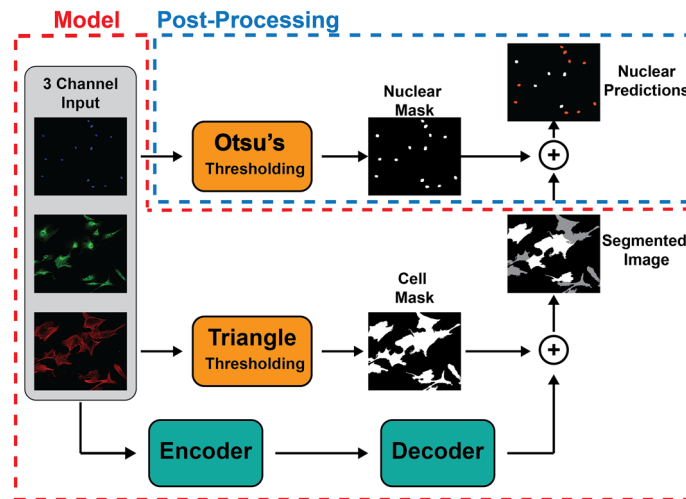 Model
Post-Processing
3 Channel
Input
Otsu's
Thresholding
Nuclear
Mask
Nuclear
Predictions
Triangle
Thresholding
Cell
Mask
Segmented
Image
Encoder
Decoder